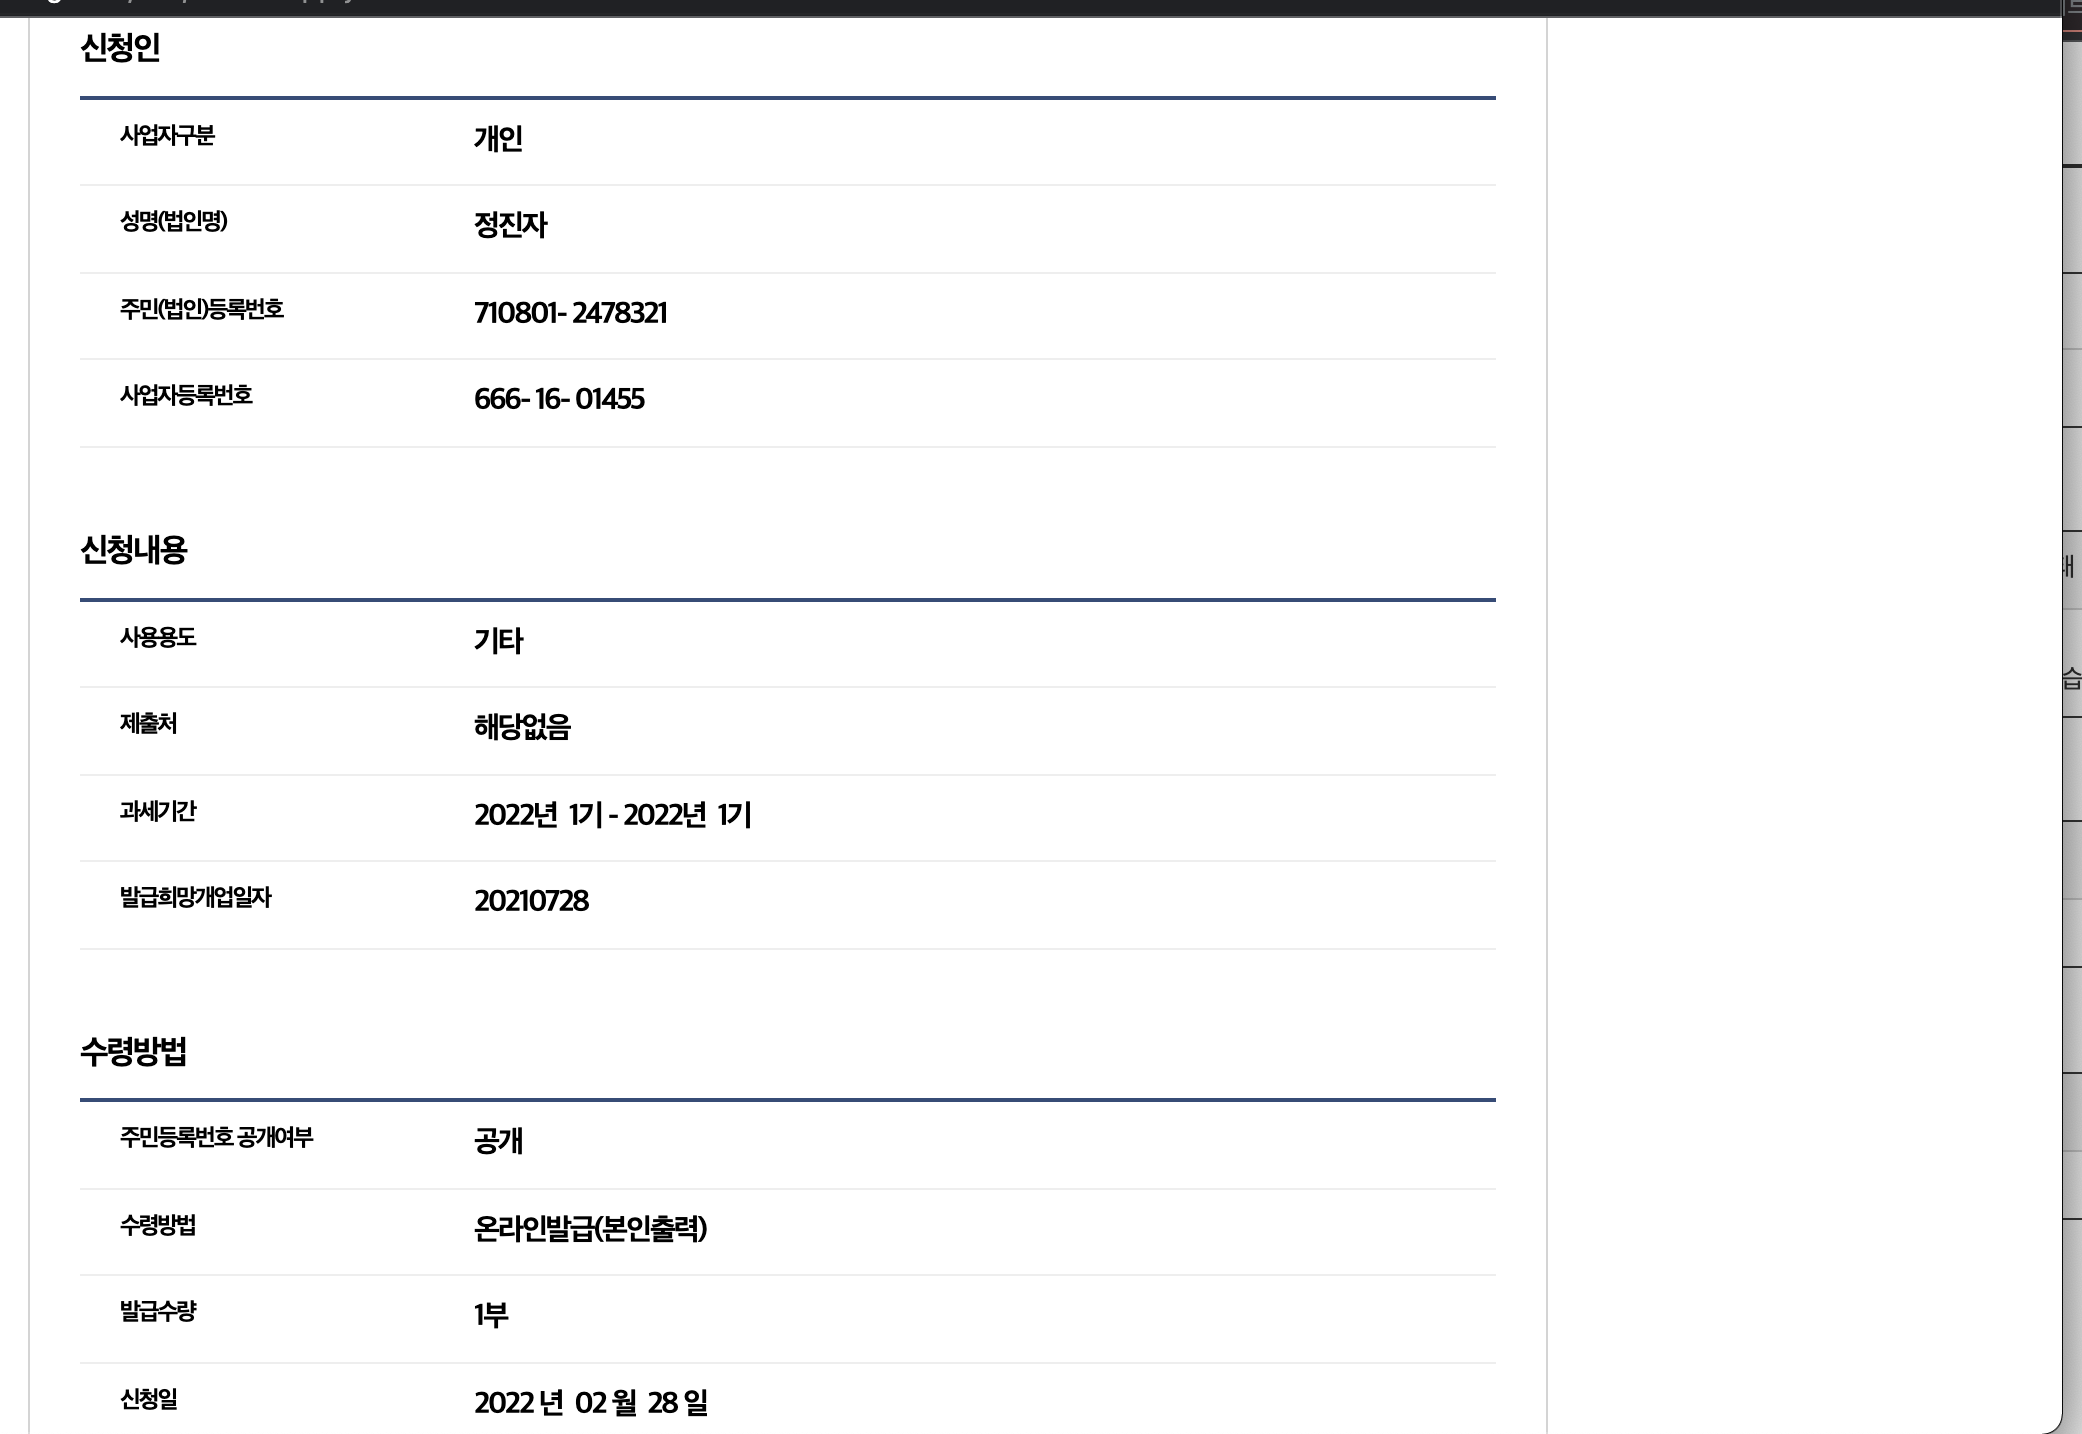 신청인
사업자구분 개인
성명(법인명) 정진자
주민(법인)등록번호 710801- 2478321
사업자등록번호 666- 16- 01455
신청내용
사용용도 기타
제출처 해당없음
과세기간 2022년 1기 - 2022년 1기
발급희망개업일자 20210728
수령방법
주민등록번호 공개여부 공개
수령방법 온라인발급(본인출력)
발급수량 1부
신청일 2022 년 02 월 28 일
습